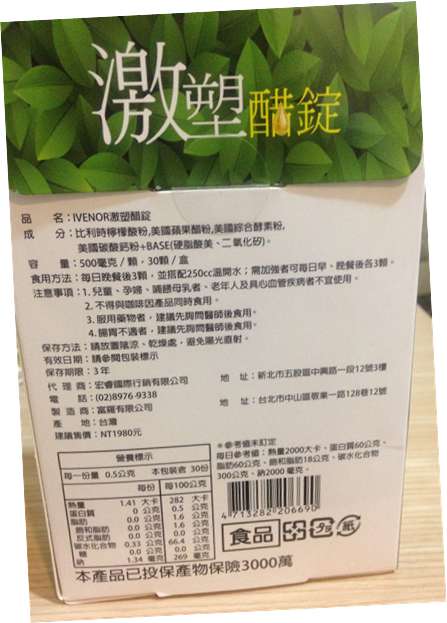 激塑醋錠
品　名：IVENOR激塑醋錠
成　分：比利時檸檬酸粉,美國蘋果醋粉,美國綜合酵素粉,
美國碳酸鈣粉+BASE(硬脂酸美、二氧化矽)。
容　量：500毫克/顆，30顆/盒
食用方法：每日晚餐後3顆，並搭配250cc溫開水；需加強者可每日早、晚餐後各3顆。
注意事項：1.兒童、孕婦、哺餵母乳者、老年人及具心血管疾病者不宜使用。
2.不得與咖啡因產品同時食用。
3.服用藥物者，建議先詢問醫師後食用。
4.腸胃不適者，建議先詢問醫師後食用。
保存方法：請放置陰涼、乾燥處，避免陽光直射。
有效日期：請參閱包裝標示
保存期限：3年
代 理 商：宏睿國際行銷有限公司　地　址：新北市五股區中興路一段12號3樓
電　話：(02)8976-9338
製 造 商：富羅有限公司　地　址：台北市中山區敬業一路128巷12號
產　地：台灣
建議售價：NT1980元
營養標示
每一份量 0.5公克 本包裝含 30份
每份 每100公克
熱量 1.41 大卡 282 大卡
蛋白質 0 公克 0.5 公克
脂肪 0.0 公克 1.6 公克
飽和脂肪 0.0 公克 1.6 公克
反式脂肪 0.0 公克 0.0 公克
碳水化合物 0.33 公克 66.4 公克
糖 0.0 公克 0.0 公克
鈉 1.34 毫克 269 毫克
*參考值未訂定
每日參考值：熱量2000大卡、蛋白質60公克、
脂肪60公克、飽和脂肪18公克、碳水化合物
300公克、鈉2000 毫克。
4713282206690
食品 紙
本產品已投保產物保險3000萬